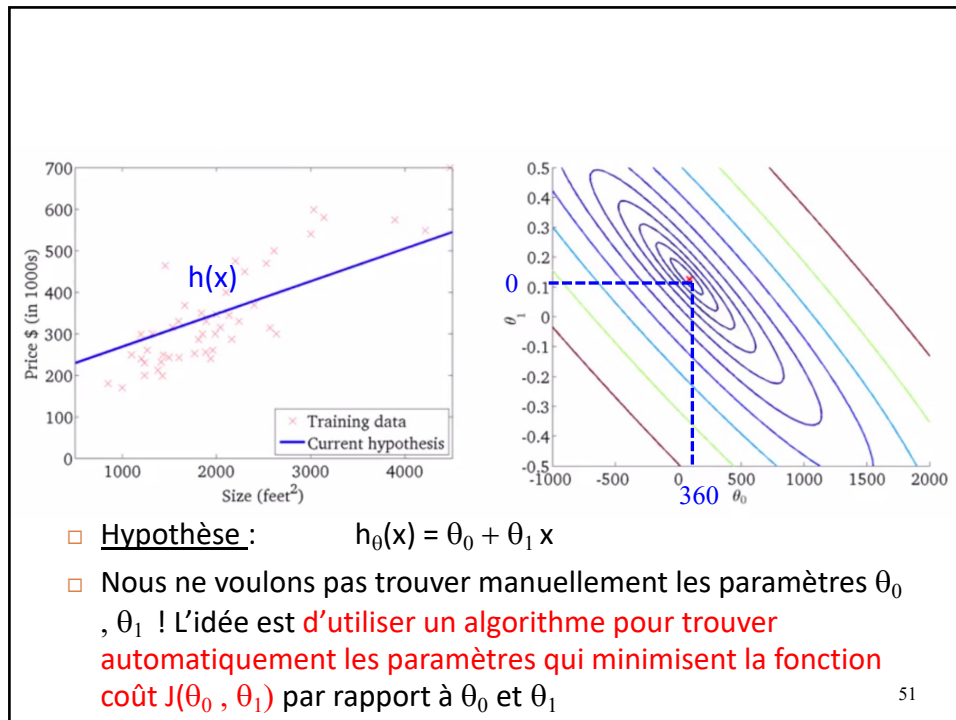 700
600
500
400
300
200
100
0
Price $ (in 1000s)
h(x)
× Training data
Current hypothesis
1000 2000 3000 4000
Size (feet²)
0.5
0.4
0.3
0.2
0.1
0
-0.1
-0.2
-0.3
-0.4
-0.5
θ₁
0
-1000 -500 0 500 1000 1500 2000
360
θ₀
Hypothèse : h_θ(x) = θ₀ + θ₁ x
Nous ne voulons pas trouver manuellement les paramètres θ₀
, θ₁ ! L’idée est d’utiliser un algorithme pour trouver
automatiquement les paramètres qui minimisent la fonction
coût J(θ₀ , θ₁) par rapport à θ₀ et θ₁
51